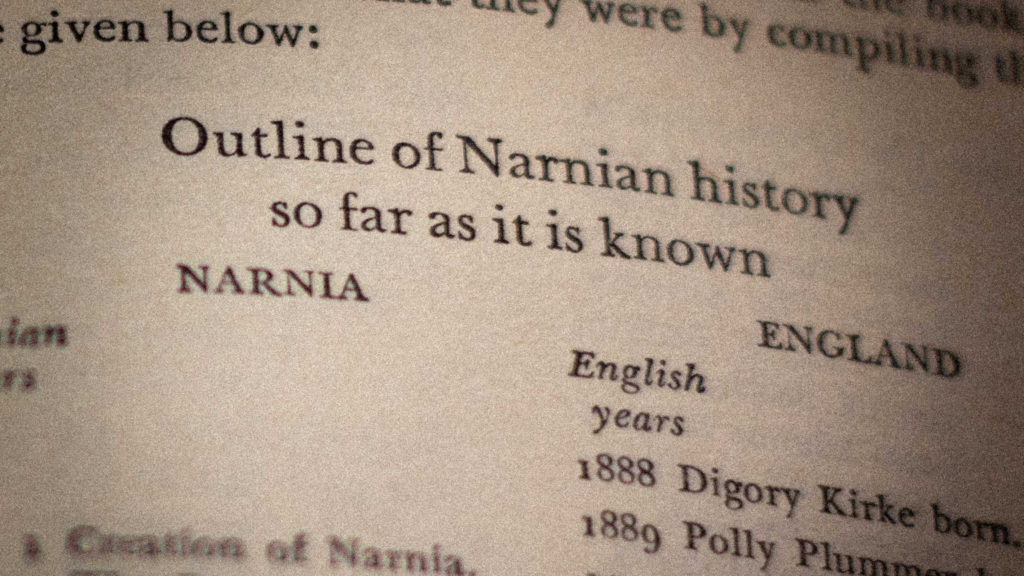 they were by compiling
given below:
Outline of Narnian history
so far as it is known
NARNIA
ENGLAND
English
years
1888 Digory Kirke born.
1889 Polly Plummer
1 Creation of Narnia.